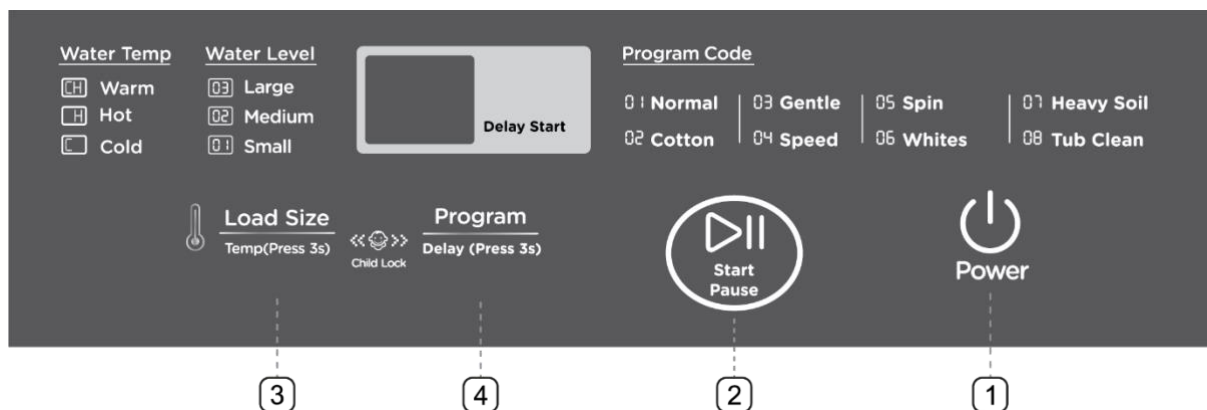 Water Temp
CH Warm
H Hot
C Cold
Water Level
03 Large
02 Medium
01 Small
Delay Start
Program Code
01 Normal
02 Cotton
03 Gentle
04 Speed
05 Spin
06 Whites
07 Heavy Soil
08 Tub Clean
Load Size
Temp(Press 3s)
Child Lock
Program
Delay (Press 3s)
Start
Pause
Power
3
4
2
1